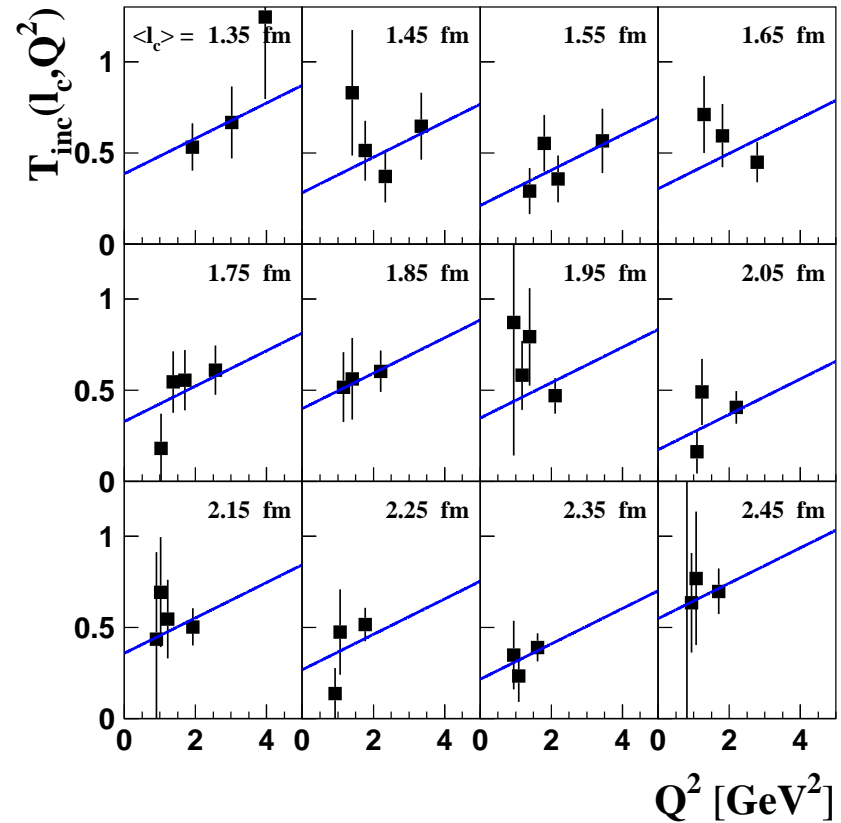 T_inc(l_c,Q^2)
<l_c> = 1.35 fm
1.45 fm
1.55 fm
1.65 fm
1
0.5
0
1.75 fm
1.85 fm
1.95 fm
2.05 fm
1
0.5
0
2.15 fm
2.25 fm
2.35 fm
2.45 fm
1
0.5
0
0 2 4 0 2 4 0 2 4 0 2 4
Q^2 [GeV^2]